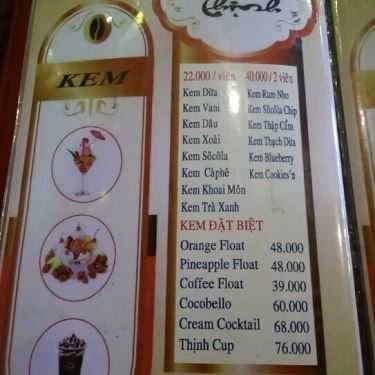 Thịnh
KEM
22.000 / viên 40.000 / 2 viên
Kem Dừa Kem Rum Nho
Kem Vani Kem Sôcôla Chip
Kem Dâu Kem Thập Cẩm
Kem Xoài Kem Thạch Dừa
Kem Sôcôla Kem Blueberry
Kem Càphê Kem Cookies'n
Kem Khoai Môn
Kem Trà Xanh
KEM ĐẶT BIỆT
Orange Float 48.000
Pineapple Float 48.000
Coffee Float 39.000
Cocobello 60.000
Cream Cocktail 68.000
Thịnh Cup 76.000